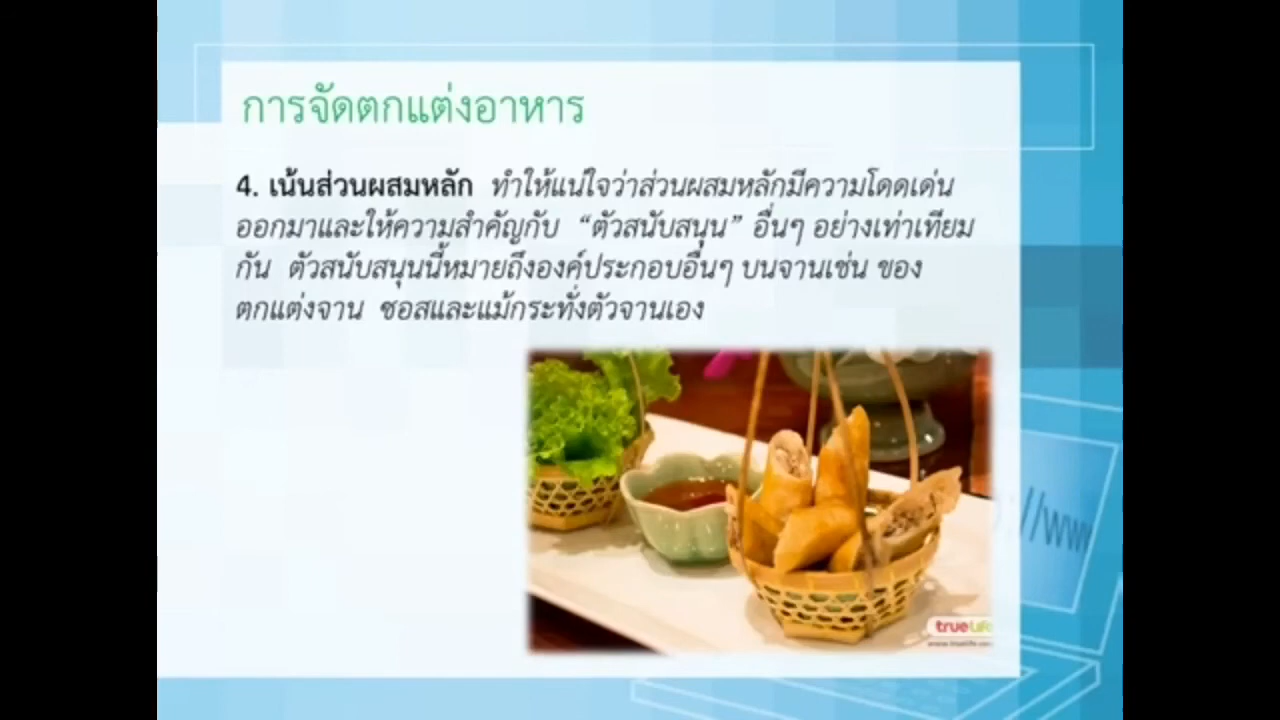 การจัดตกแต่งอาหาร
4. เน้นส่วนผสมหลัก ทำให้แน่ใจว่าส่วนผสมหลักมีความโดดเด่น
ออกมาและให้ความสำคัญกับ “ตัวสนับสนุน” อื่นๆ อย่างเท่าเทียม
กัน ตัวสนับสนุนนี้หมายถึงองค์ประกอบอื่นๆ บนจานเช่น ของ
ตกแต่งจาน ซอสและแม้กระทั่งตัวจานเอง
://www
truelife
www.truelife.com